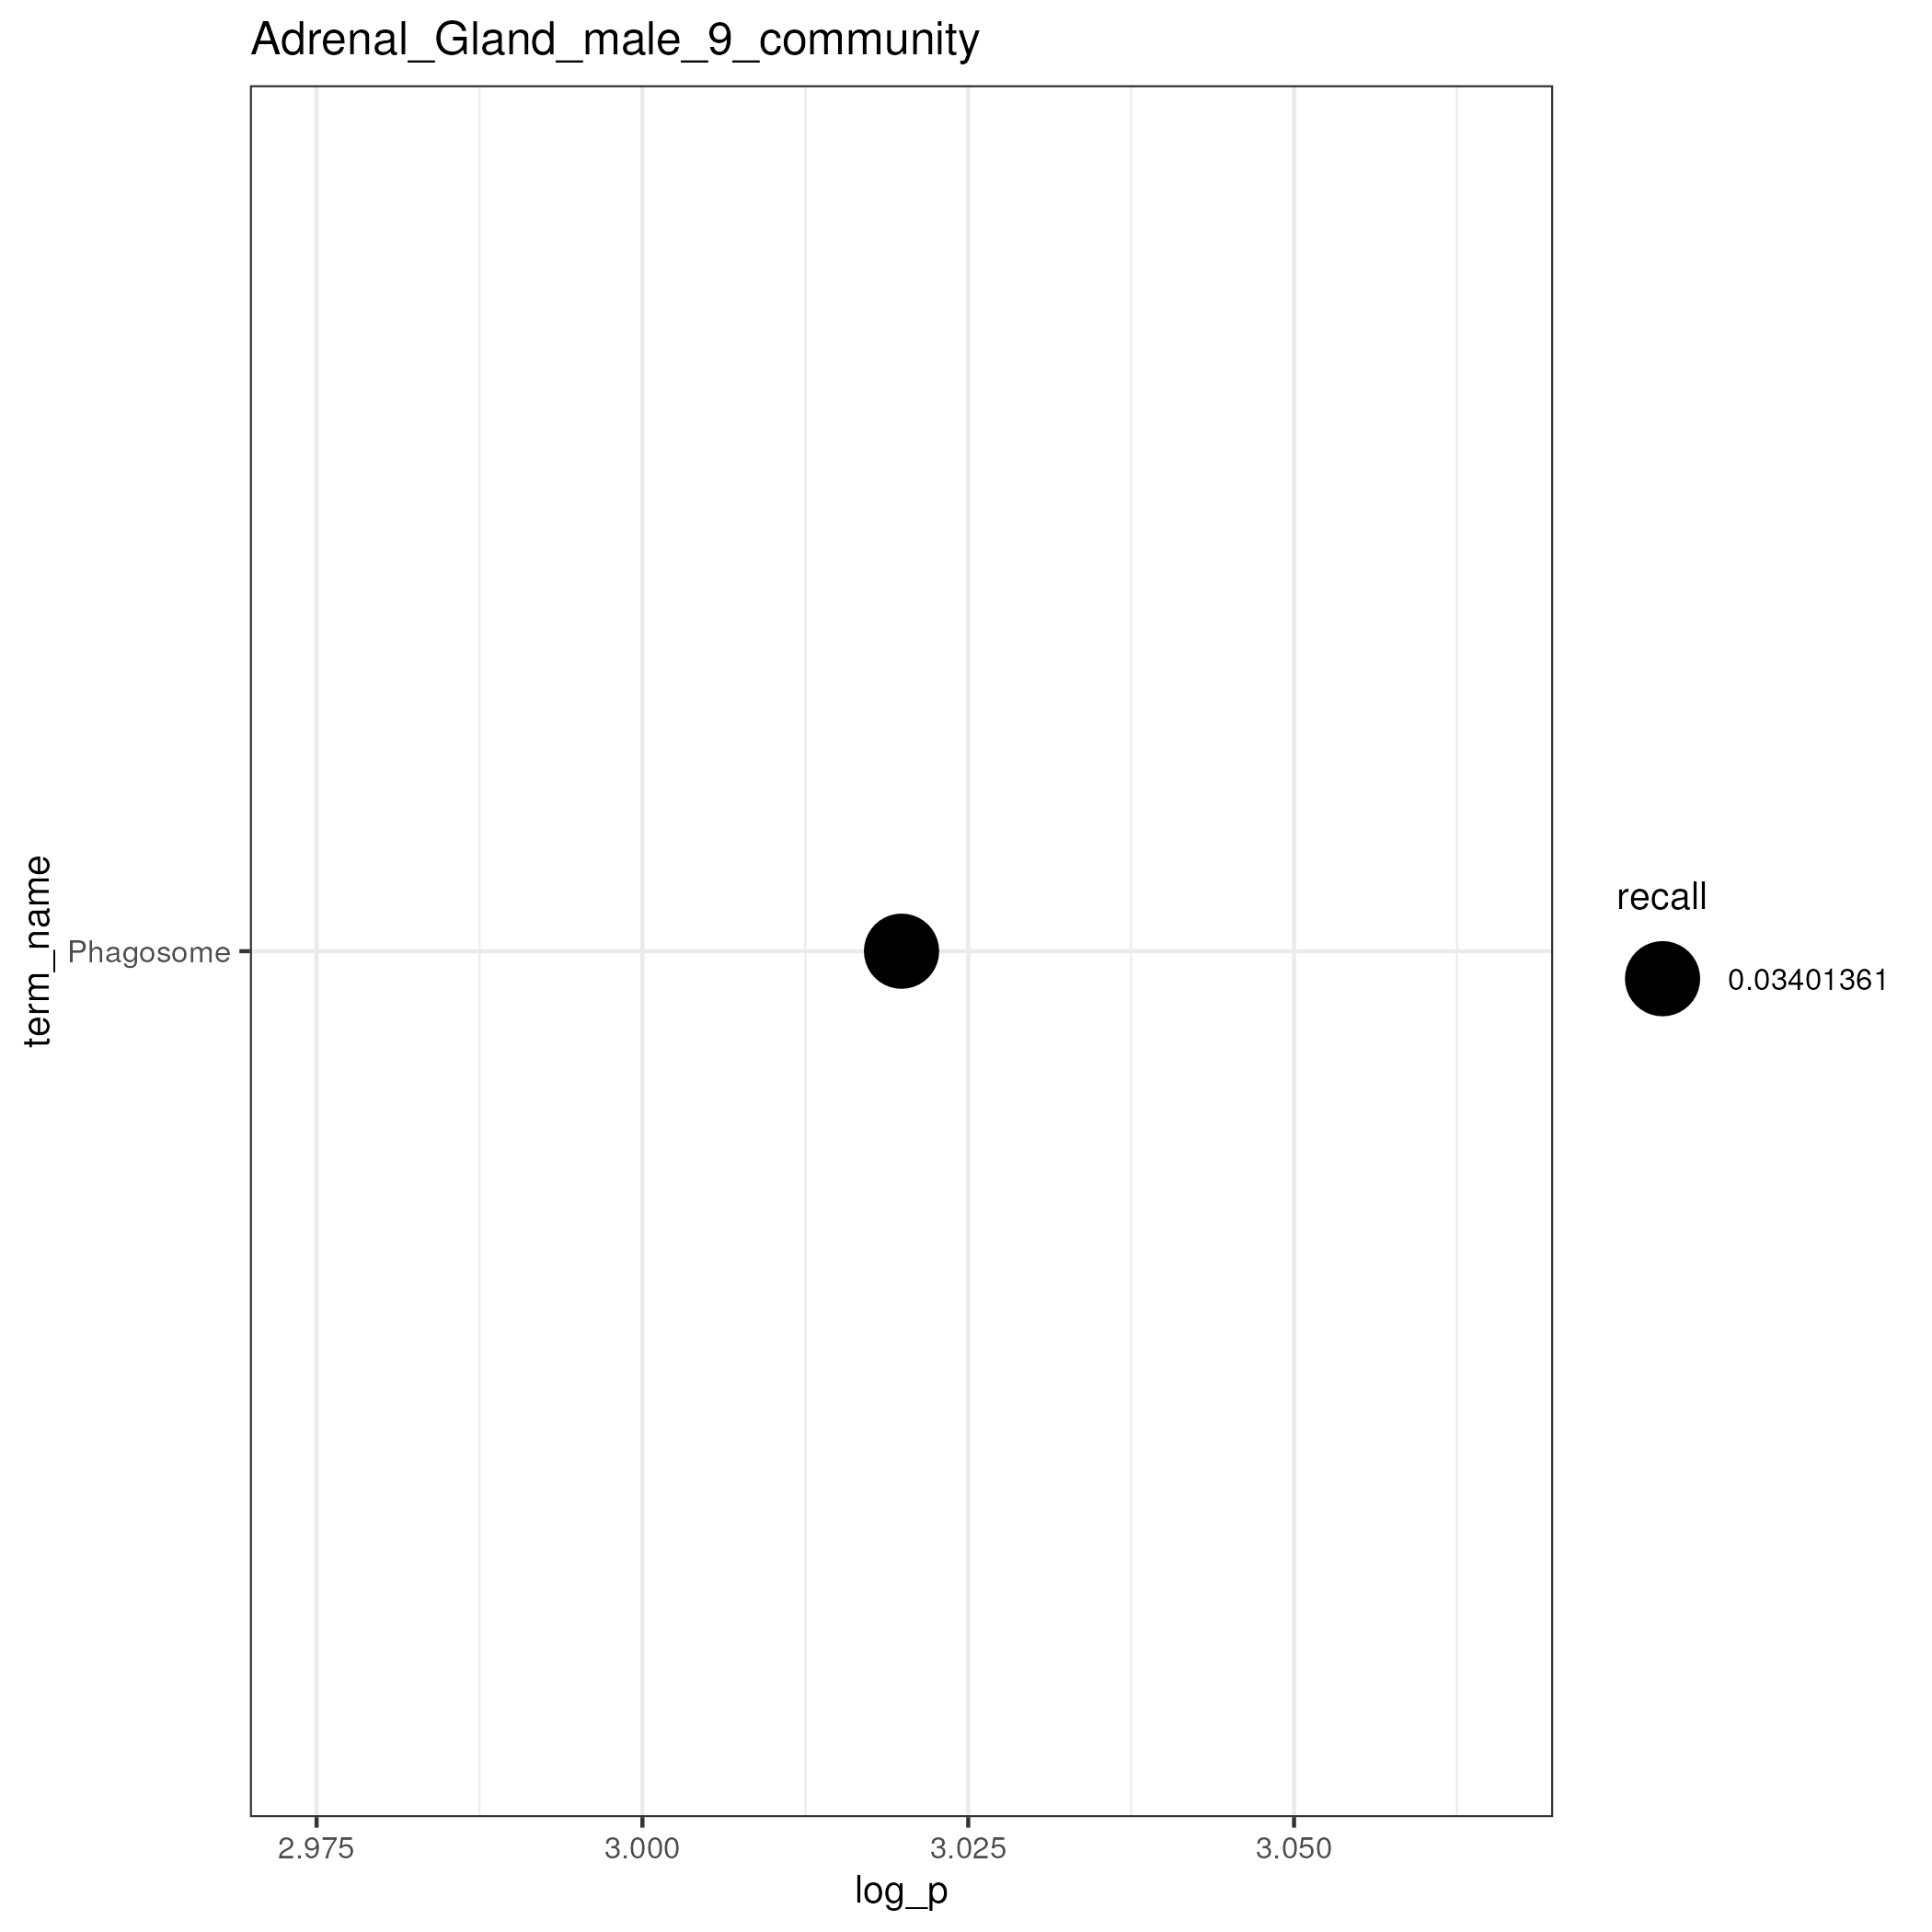 Adrenal_Gland_male_9_community
term_name
Phagosome
recall
0.03401361
2.975 3.000 3.025 3.050
log_p